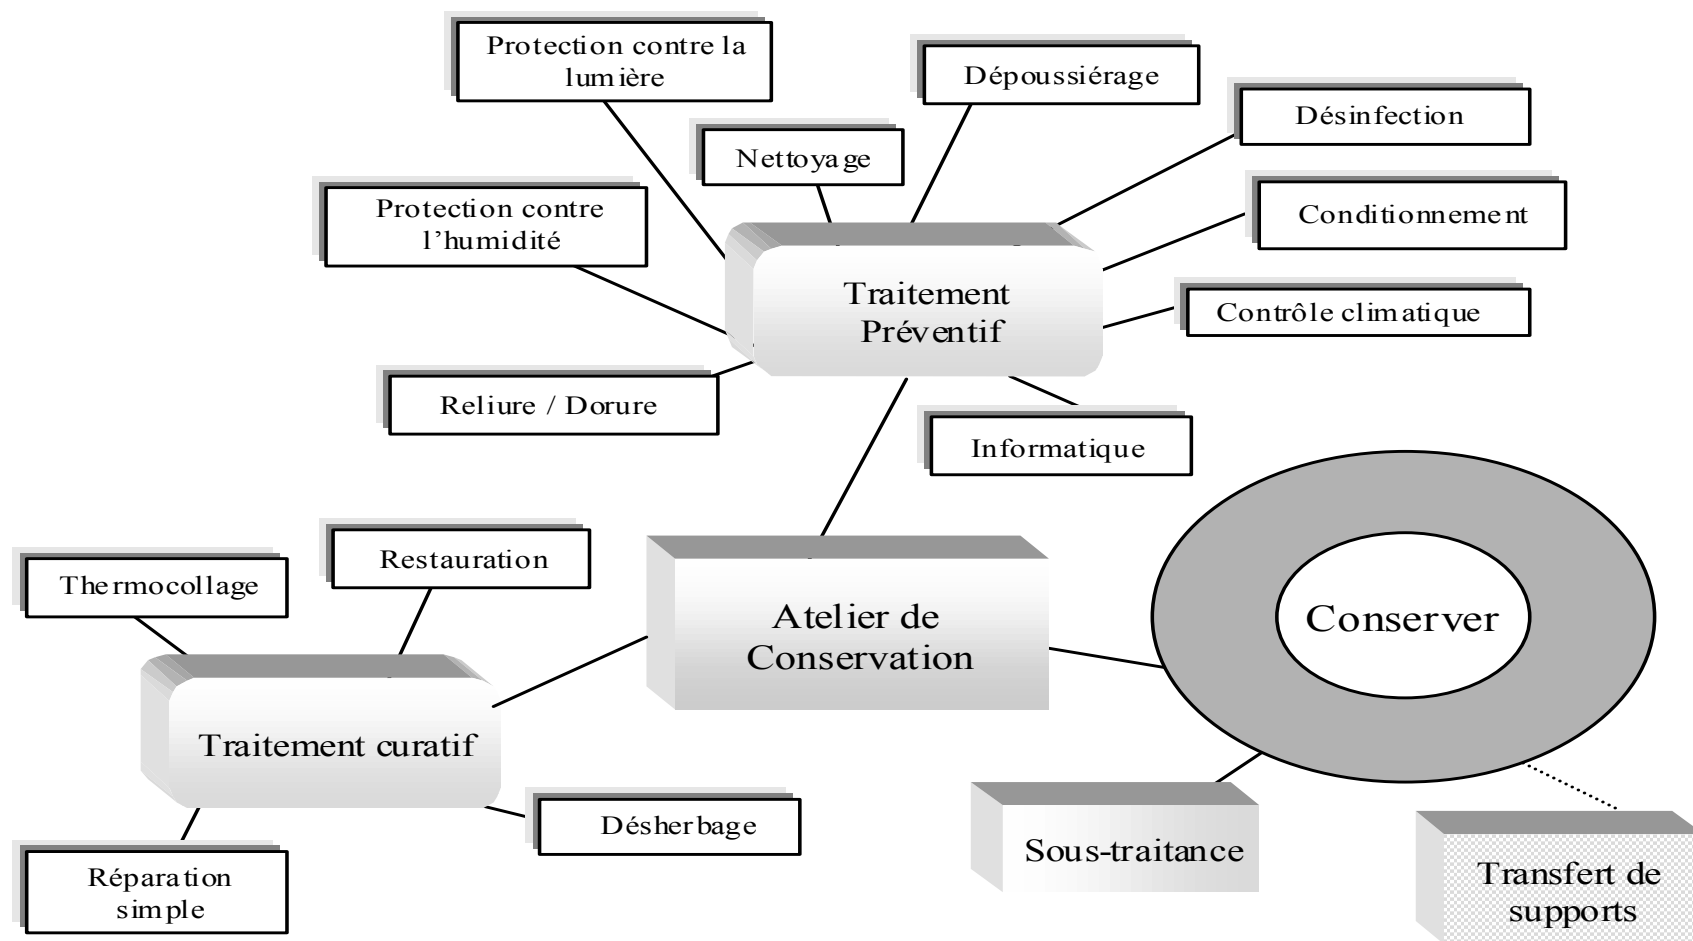 Protection contre la
lumière
Dépoussiérage
Désinfection
Nettoyage
Protection contre
l’humidité
Conditionnement
Traitement
Préventif
Contrôle climatique
Reliure / Dorure
Informatique
Restauration
Thermocollage
Atelier de
Conservation
Conserver
Traitement curatif
Désherbage
Sous-traitance
Réparation
simple
Transfert de
supports